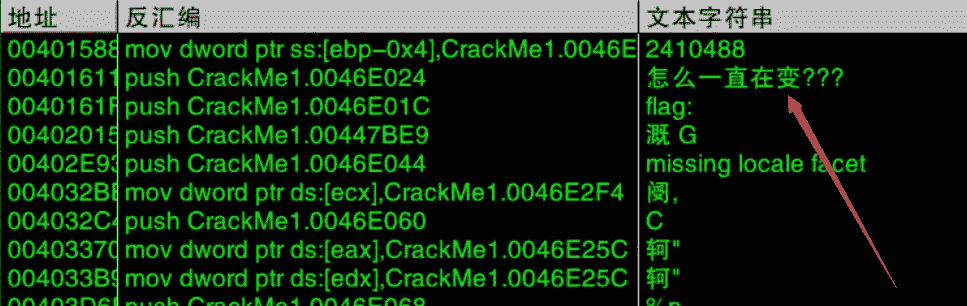 地址 反汇编 文本字符串
00401588 mov dword ptr ss:[ebp-0x4],CrackMe1.0046E 2410488
00401611 push CrackMe1.0046E024 怎么一直在变???
0040161F push CrackMe1.0046E01C flag:
00402015 push CrackMe1.00447BE9 溉 G
00402E93 push CrackMe1.0046E044 missing locale facet
004032BE mov dword ptr ds:[ecx],CrackMe1.0046E2F4 阌,
004032C4 push CrackMe1.0046E060 C
00403370 mov dword ptr ds:[eax],CrackMe1.0046E25C 轲"
004033B9 mov dword ptr ds:[edx],CrackMe1.0046E25C 轲"
push CrackMe1.0046E068